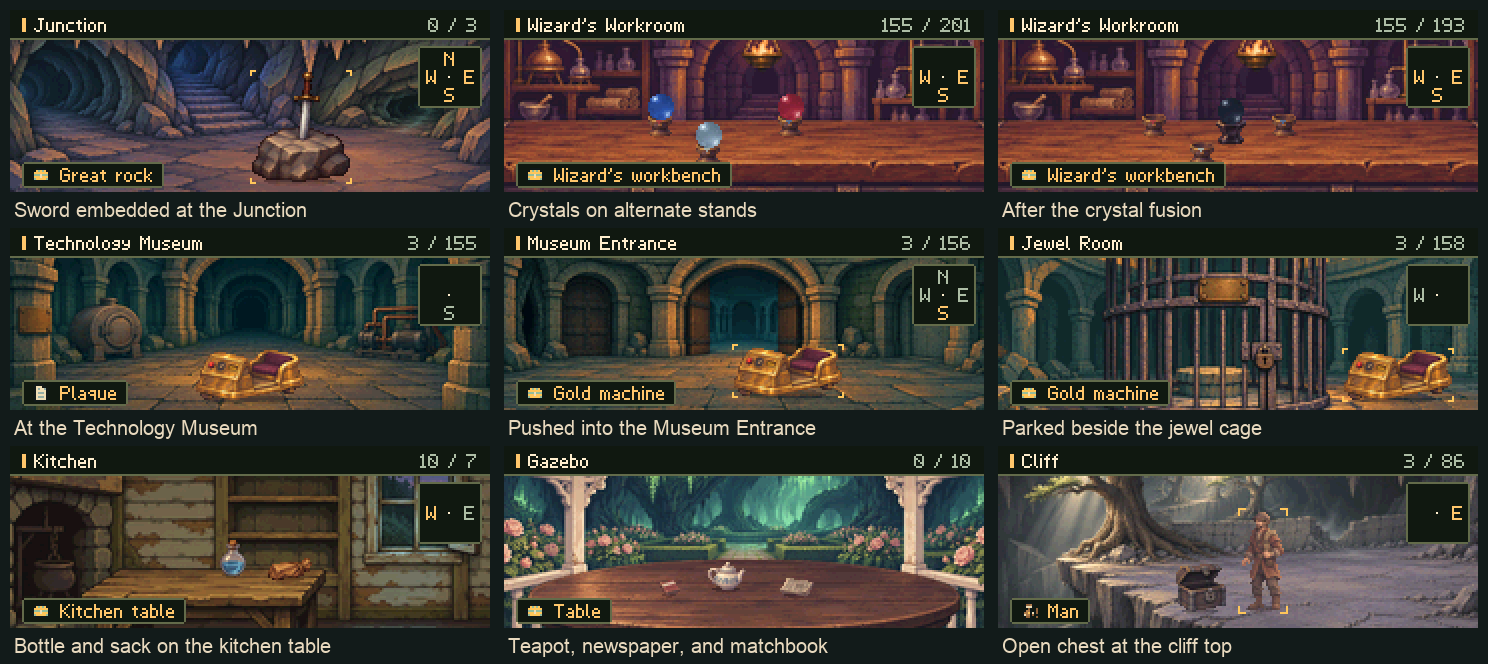 Junction 0 / 3
N
W · E
S
Great rock
Sword embedded at the Junction
Wizard's Workroom 155 / 201
W · E
S
Wizard's workbench
Crystals on alternate stands
Wizard's Workroom 155 / 193
W · E
S
Wizard's workbench
After the crystal fusion
Technology Museum 3 / 155
·
S
Plaque
At the Technology Museum
Museum Entrance 3 / 156
N
W · E
S
Gold machine
Pushed into the Museum Entrance
Jewel Room 3 / 158
W ·
Gold machine
Parked beside the jewel cage
Kitchen 10 / 7
W · E
Kitchen table
Bottle and sack on the kitchen table
Gazebo 0 / 10
Table
Teapot, newspaper, and matchbook
Cliff 3 / 86
· E
Man
Open chest at the cliff top